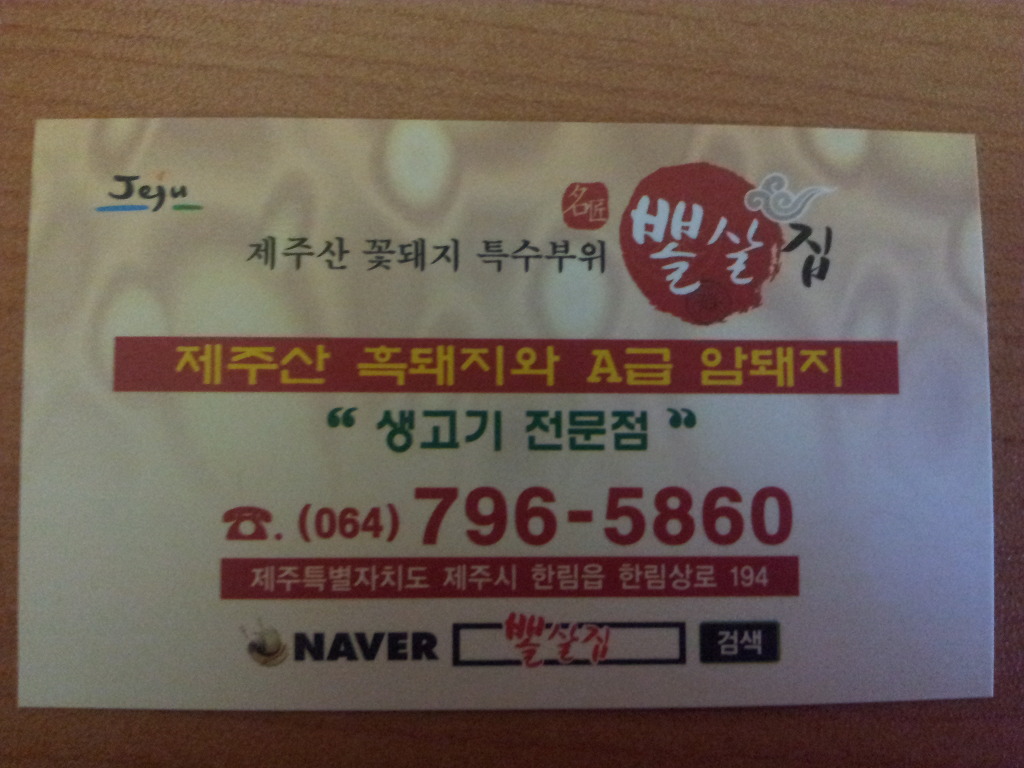 Jeju
名匠
제주산 꽃돼지 특수부위 뽈살집
제주산 흑돼지와 A급 암돼지
“ 생고기 전문점 ”
☎. (064) 796-5860
제주특별자치도 제주시 한림읍 한림상로 194
NAVER 뽈살집 검색